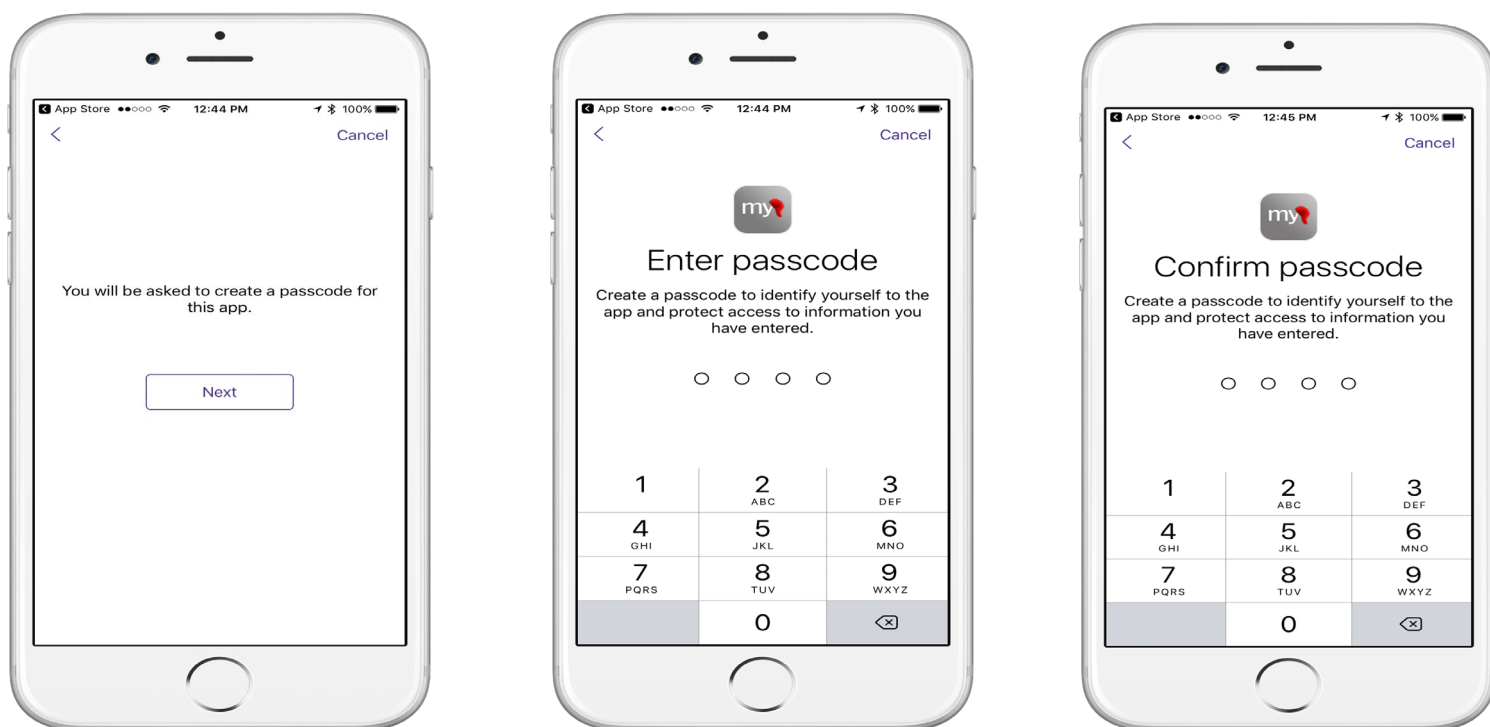 App Store 12:44 PM 100%
Cancel
You will be asked to create a passcode for
this app.
Next
App Store 12:44 PM 100%
Cancel
my
Enter passcode
Create a passcode to identify yourself to the
app and protect access to information you
have entered.
1 2 3
ABC DEF
4 5 6
GHI JKL MNO
7 8 9
PQRS TUV WXYZ
0
App Store 12:45 PM 100%
Cancel
my
Confirm passcode
Create a passcode to identify yourself to the
app and protect access to information you
have entered.
1 2 3
ABC DEF
4 5 6
GHI JKL MNO
7 8 9
PQRS TUV WXYZ
0